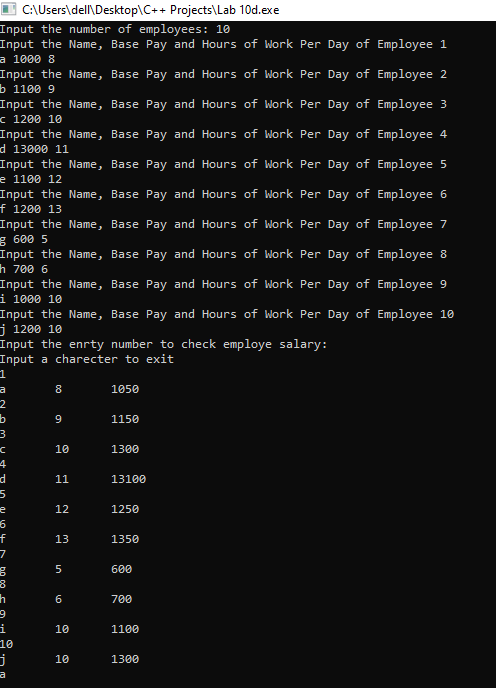 C:\Users\dell\Desktop\C++ Projects\Lab 10d.exe
Input the number of employees: 10
Input the Name, Base Pay and Hours of Work Per Day of Employee 1
a 1000 8
Input the Name, Base Pay and Hours of Work Per Day of Employee 2
b 1100 9
Input the Name, Base Pay and Hours of Work Per Day of Employee 3
c 1200 10
Input the Name, Base Pay and Hours of Work Per Day of Employee 4
d 13000 11
Input the Name, Base Pay and Hours of Work Per Day of Employee 5
e 1100 12
Input the Name, Base Pay and Hours of Work Per Day of Employee 6
f 1200 13
Input the Name, Base Pay and Hours of Work Per Day of Employee 7
g 600 5
Input the Name, Base Pay and Hours of Work Per Day of Employee 8
h 700 6
Input the Name, Base Pay and Hours of Work Per Day of Employee 9
i 1000 10
Input the Name, Base Pay and Hours of Work Per Day of Employee 10
j 1200 10
Input the enrty number to check employe salary:
Input a charecter to exit
1
a 8 1050
2
b 9 1150
3
c 10 1300
4
d 11 13100
5
e 12 1250
6
f 13 1350
7
g 5 600
8
h 6 700
9
i 10 1100
10
j 10 1300
a